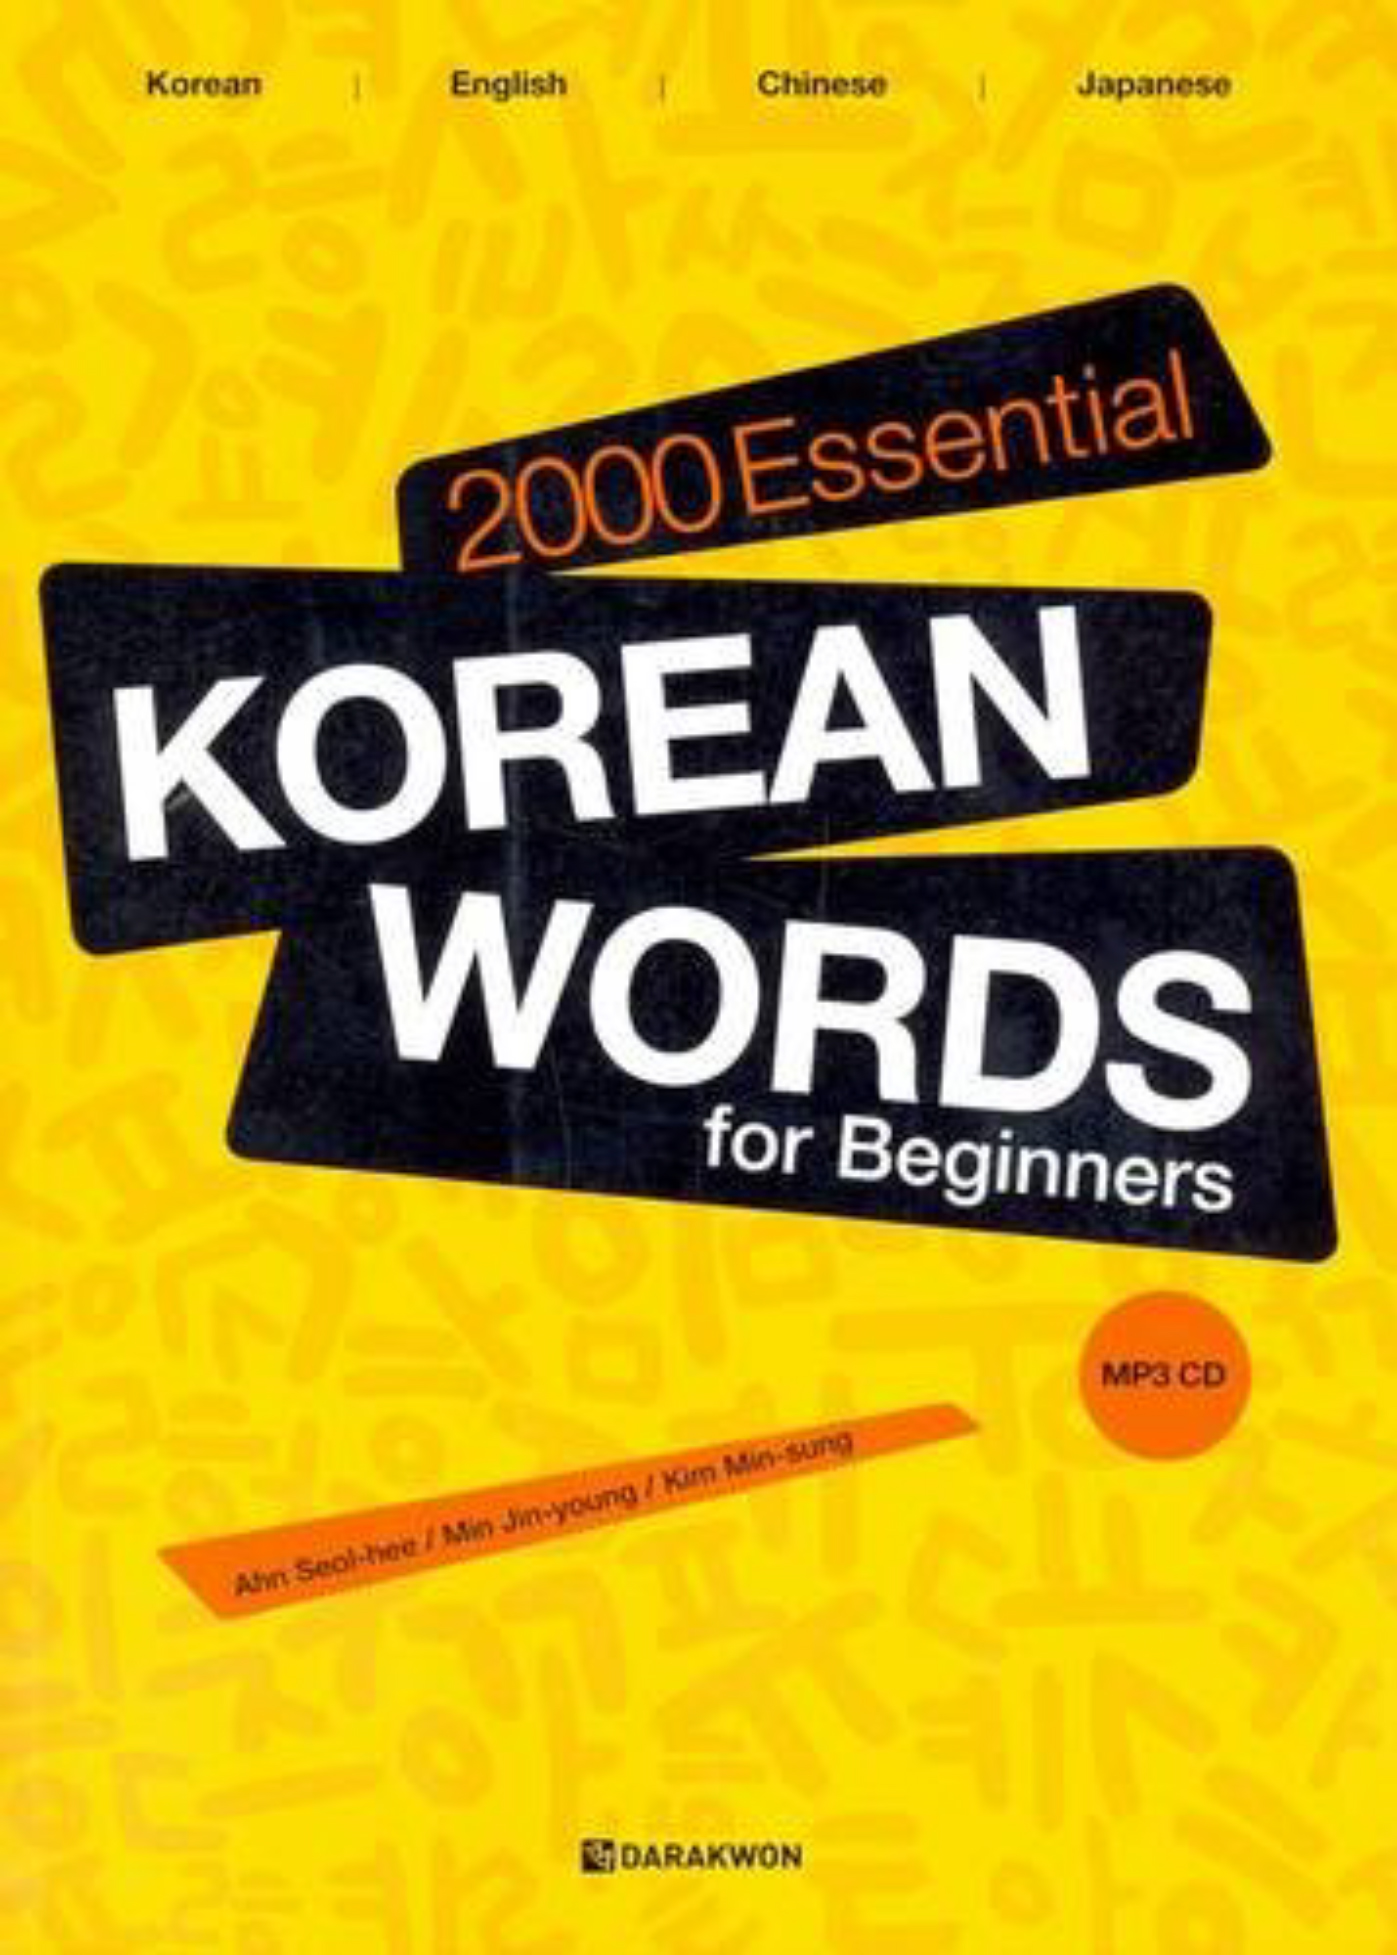 Korean | English | Chinese | Japanese
2000 Essential
KOREAN
WORDS
for Beginners
MP3 CD
Ahn Seol-hee / Min Jin-young / Kim Min-sung
DARAKWON